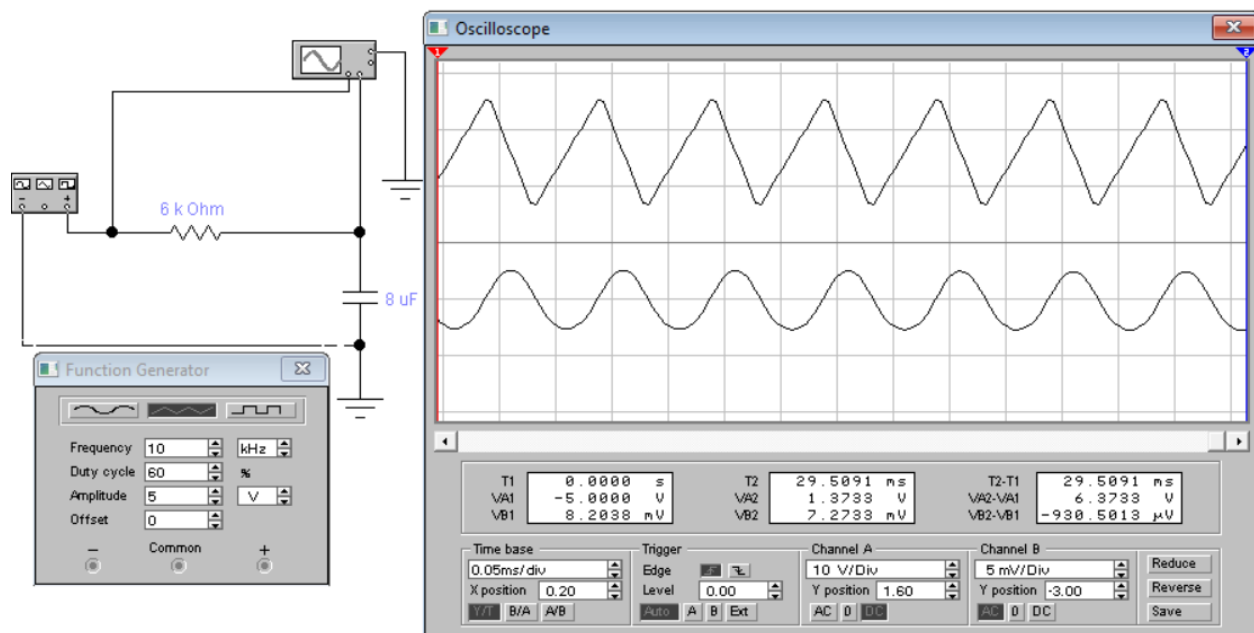 Oscilloscope
1
2
6 k Ohm
8 uF
Function Generator
Frequency 10 kHz
Duty cycle 60 %
Amplitude 5 V
Offset 0
− Common +
T1 0.0000 s
VA1 -5.0000 V
VB1 8.2038 mV
T2 29.5091 ms
VA2 1.3733 V
VB2 7.2733 mV
T2-T1 29.5091 ms
VA2-VA1 6.3733 V
VB2-VB1 -930.5013 µV
Time base
0.05ms/div
X position 0.20
Y/T B/A A/B
Trigger
Edge
Level 0.00
Auto A B Ext
Channel A
10 V/Div
Y position 1.60
AC 0 DC
Channel B
5 mV/Div
Y position -3.00
AC 0 DC
Reduce
Reverse
Save